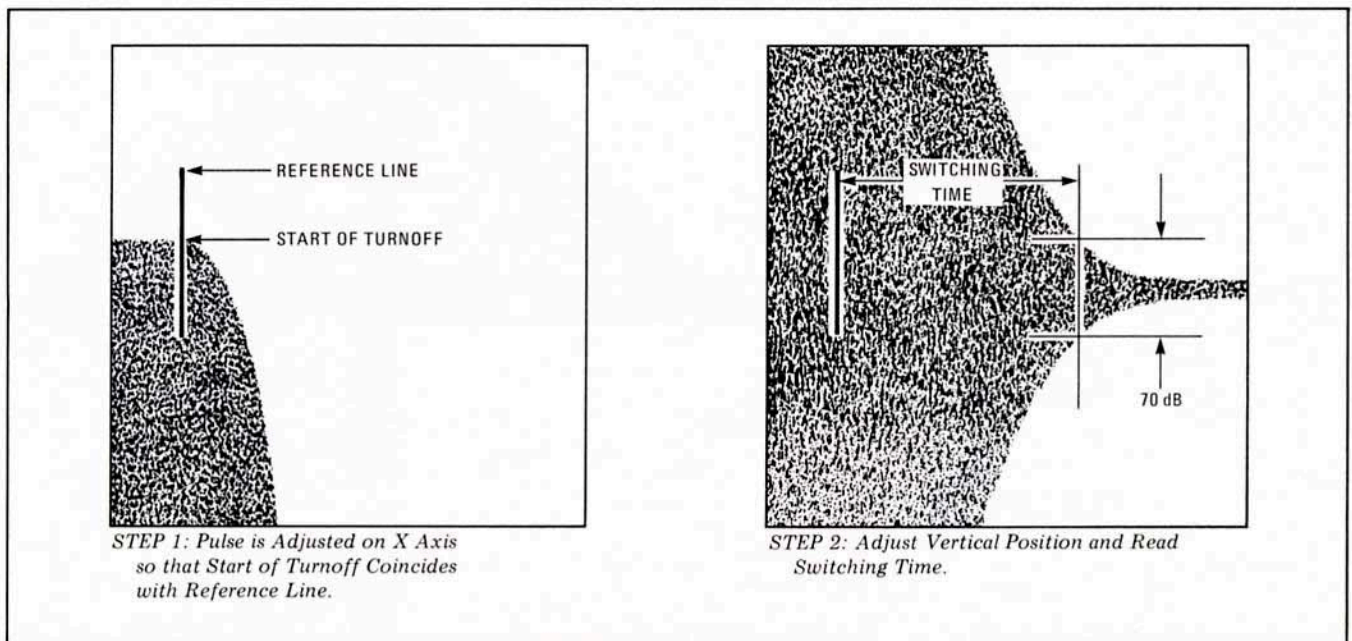 REFERENCE LINE
START OF TURNOFF
STEP 1: Pulse is Adjusted on X Axis
so that Start of Turnoff Coincides
with Reference Line.
SWITCHING
TIME
70 dB
STEP 2: Adjust Vertical Position and Read
Switching Time.